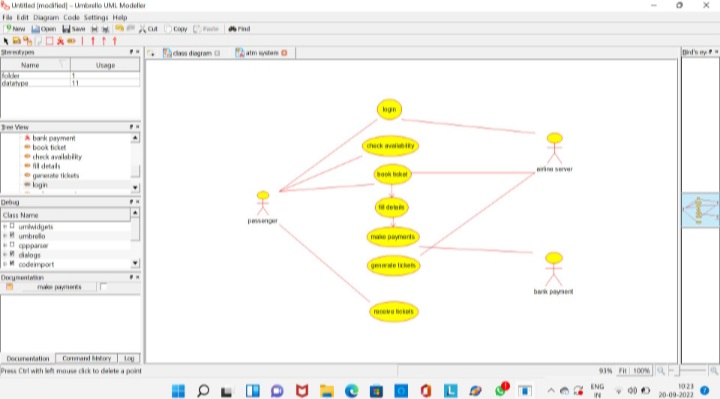 Untitled [modified] - Umbrello UML Modeller
File Edit Diagram Code Settings Help
New Open Save Cut Copy Paste Find
Stereotypes
class diagram
atm system
Bird's ey
Name Usage
folder 1
datatype 11
Tree View
bank payment
book ticket
check availability
fill details
generate tickets
login
Debug
Class Name
umlwidgets
umbrello
cppparser
dialogs
codeimport
Documentation
make payments
login
check availability
book ticket
fill details
make payments
generate tickets
receive tickets
passenger
airline server
bank payment
Documentation Command history Log
Press Ctrl with left mouse click to delete a point
93% Fit 100%
ENG
IN
10:23
20-09-2022